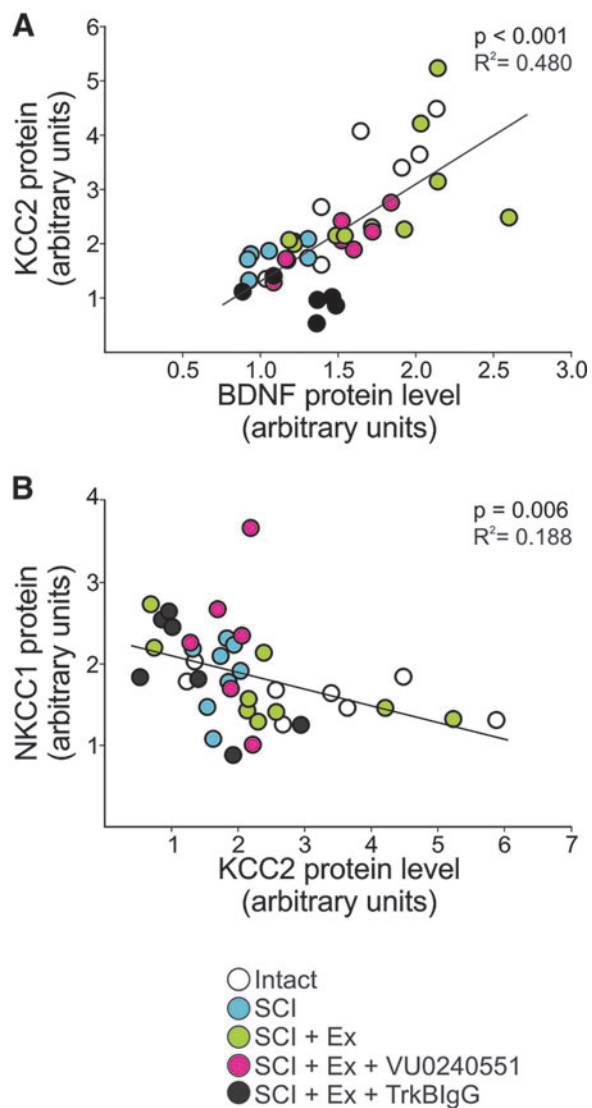 A
KCC2 protein
(arbitrary units)
6
5
4
3
2
1
p < 0.001
R²= 0.480
0.5 1.0 1.5 2.0 2.5 3.0
BDNF protein level
(arbitrary units)
B
NKCC1 protein
(arbitrary units)
4
3
2
1
p = 0.006
R²= 0.188
1 2 3 4 5 6 7
KCC2 protein level
(arbitrary units)
Intact
SCI
SCI + Ex
SCI + Ex + VU0240551
SCI + Ex + TrkBIgG